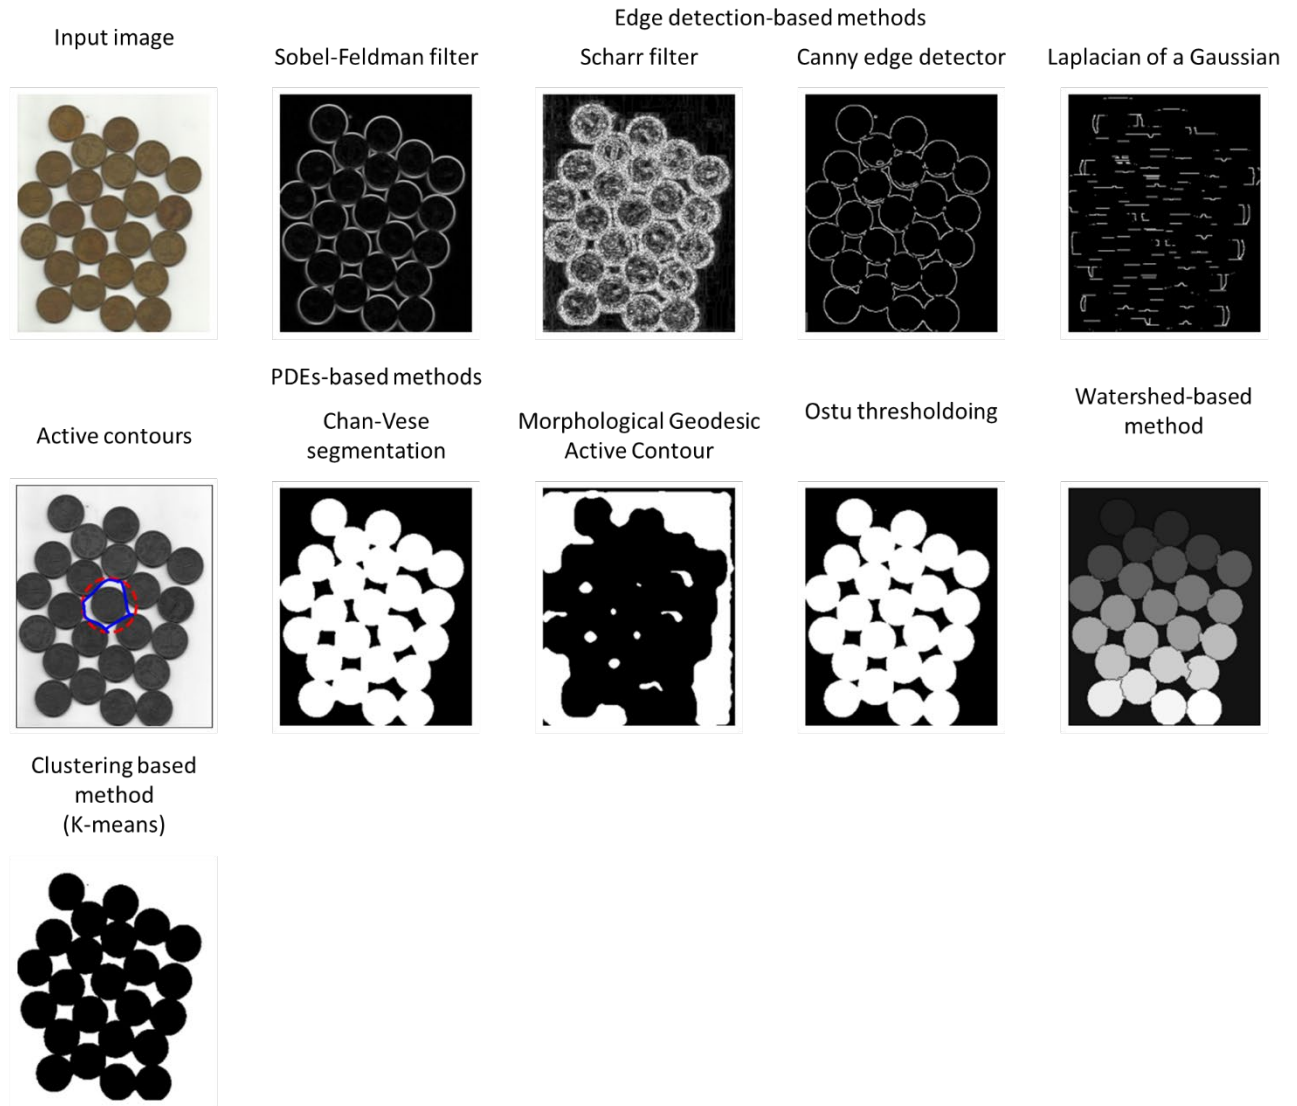 Edge detection-based methods
Input image
Sobel-Feldman filter
Scharr filter
Canny edge detector
Laplacian of a Gaussian
PDEs-based methods
Active contours
Chan-Vese
segmentation
Morphological Geodesic
Active Contour
Ostu thresholdoing
Watershed-based
method
Clustering based
method
(K-means)